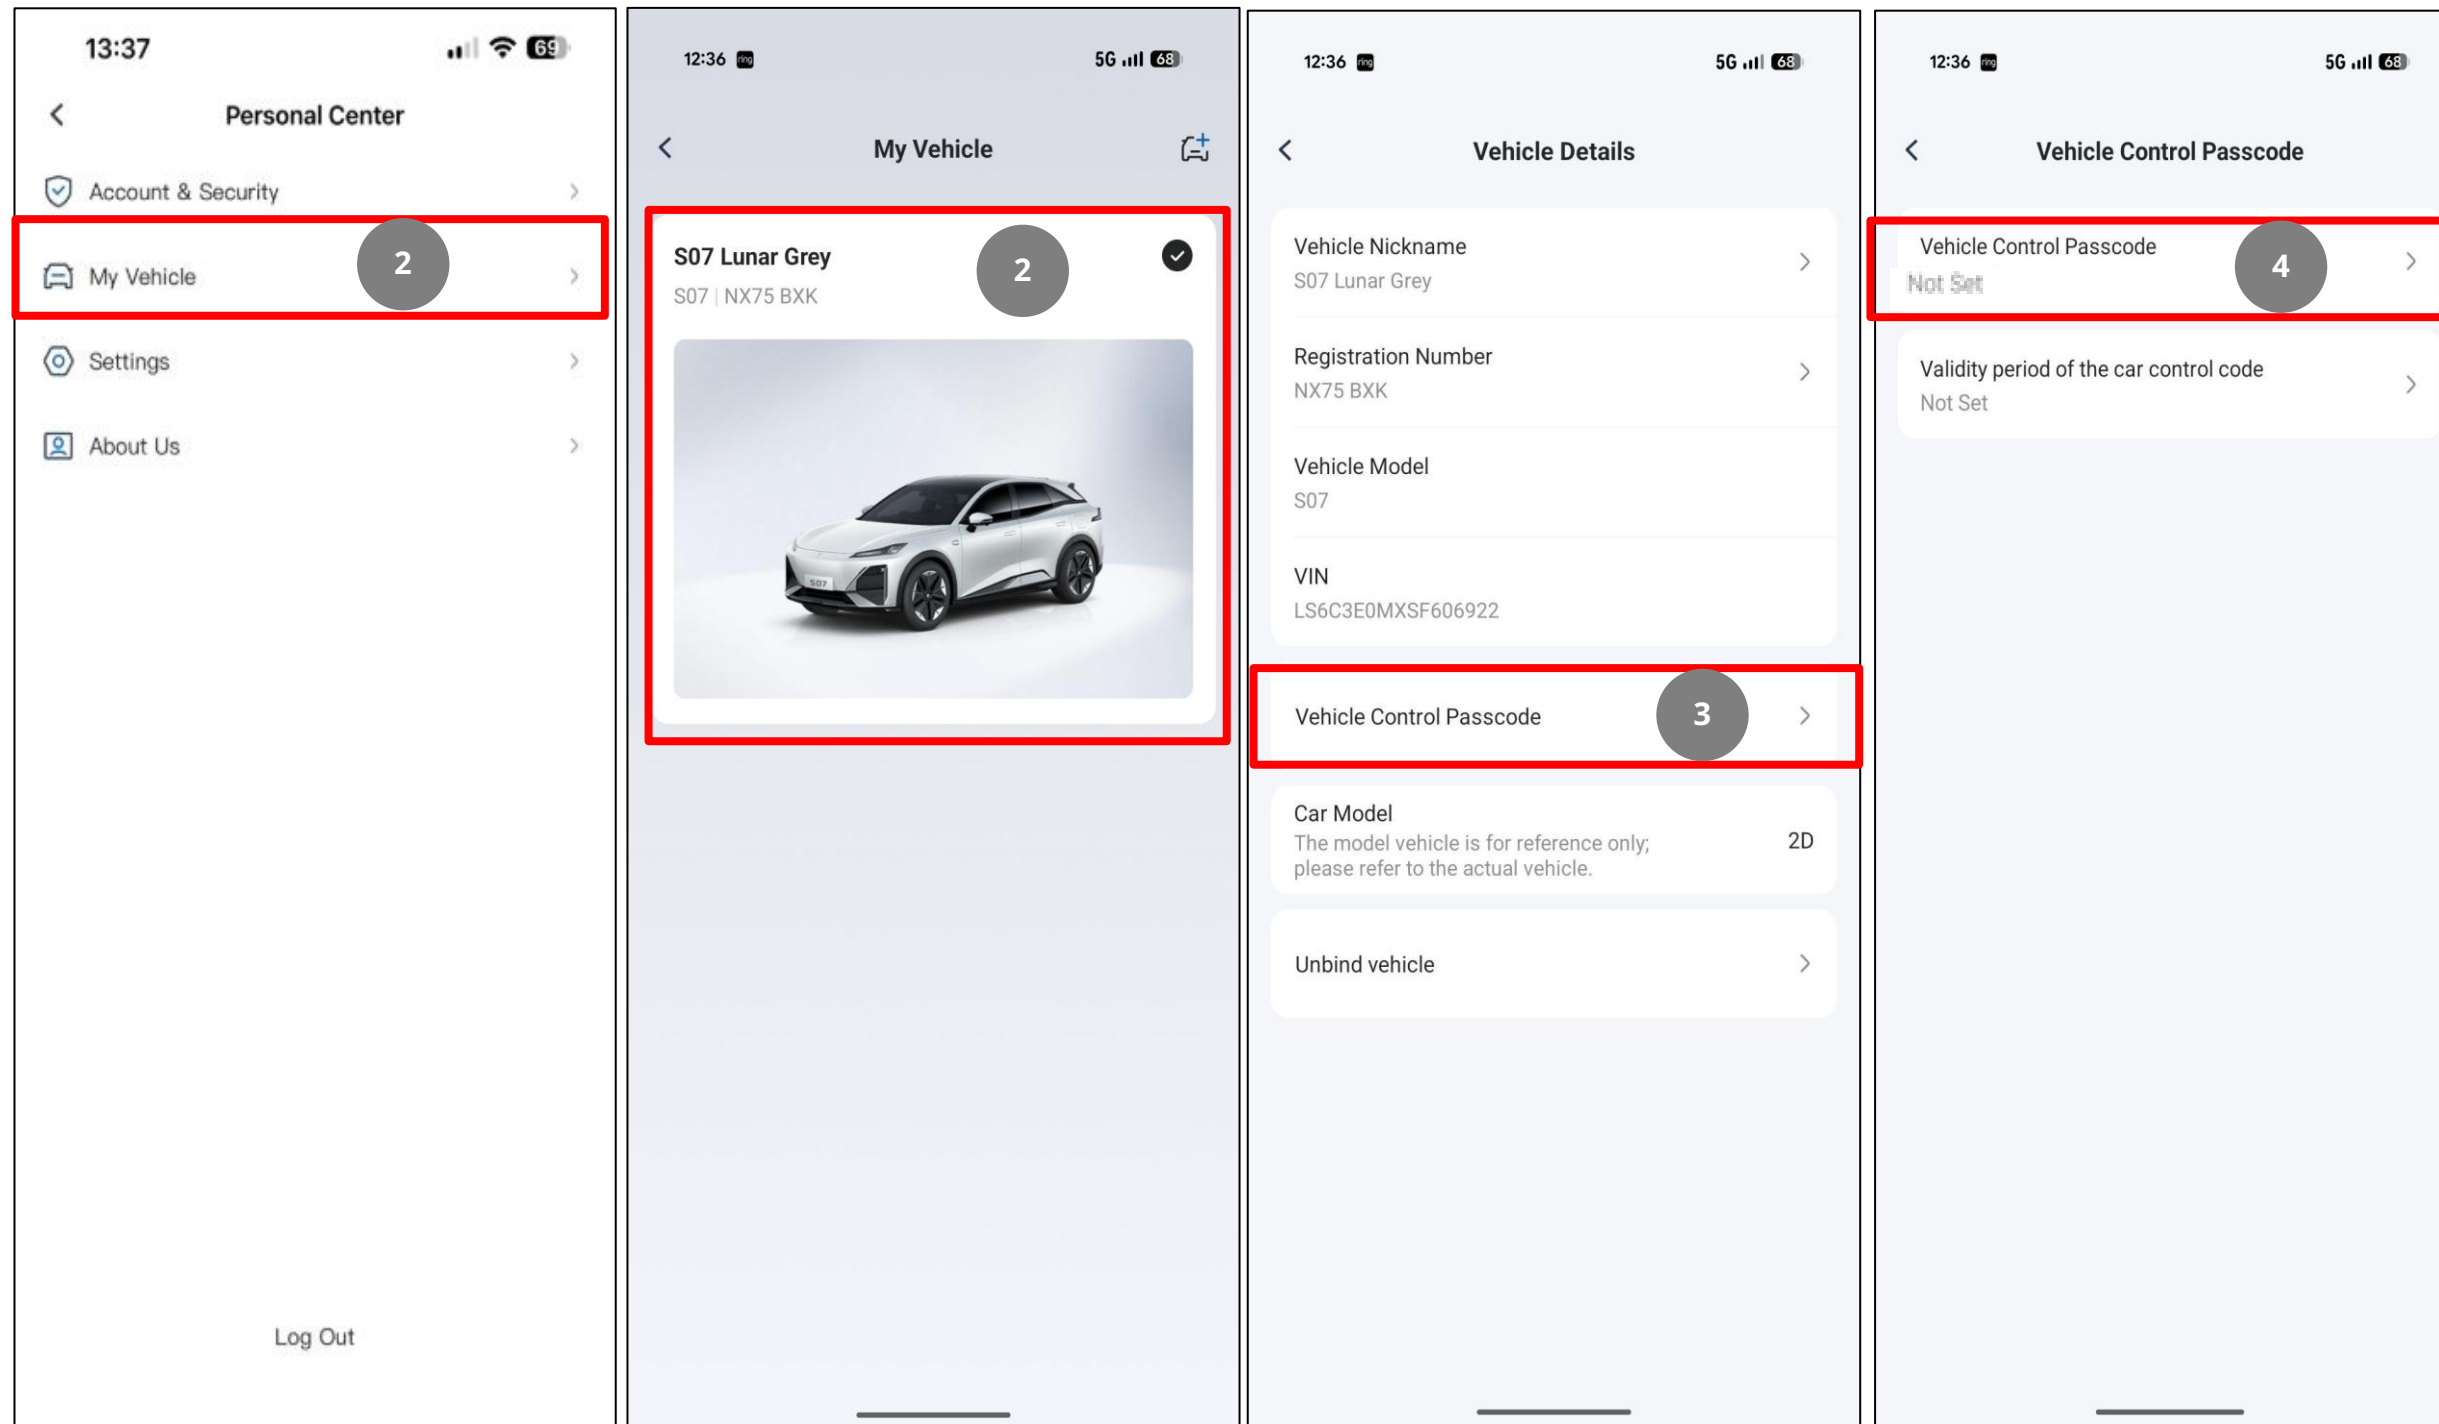 13:37
69
Personal Center
Account & Security
My Vehicle
2
Settings
About Us
Log Out
12:36 ring
5G 68
My Vehicle
S07 Lunar Grey
S07 | NX75 BXK
2
S07
12:36 ring
5G 68
Vehicle Details
Vehicle Nickname
S07 Lunar Grey
Registration Number
NX75 BXK
Vehicle Model
S07
VIN
LS6C3E0MXSF606922
Vehicle Control Passcode
3
Car Model
The model vehicle is for reference only;
please refer to the actual vehicle.
2D
Unbind vehicle
12:36 ring
5G 68
Vehicle Control Passcode
Vehicle Control Passcode
Not Set
4
Validity period of the car control code
Not Set